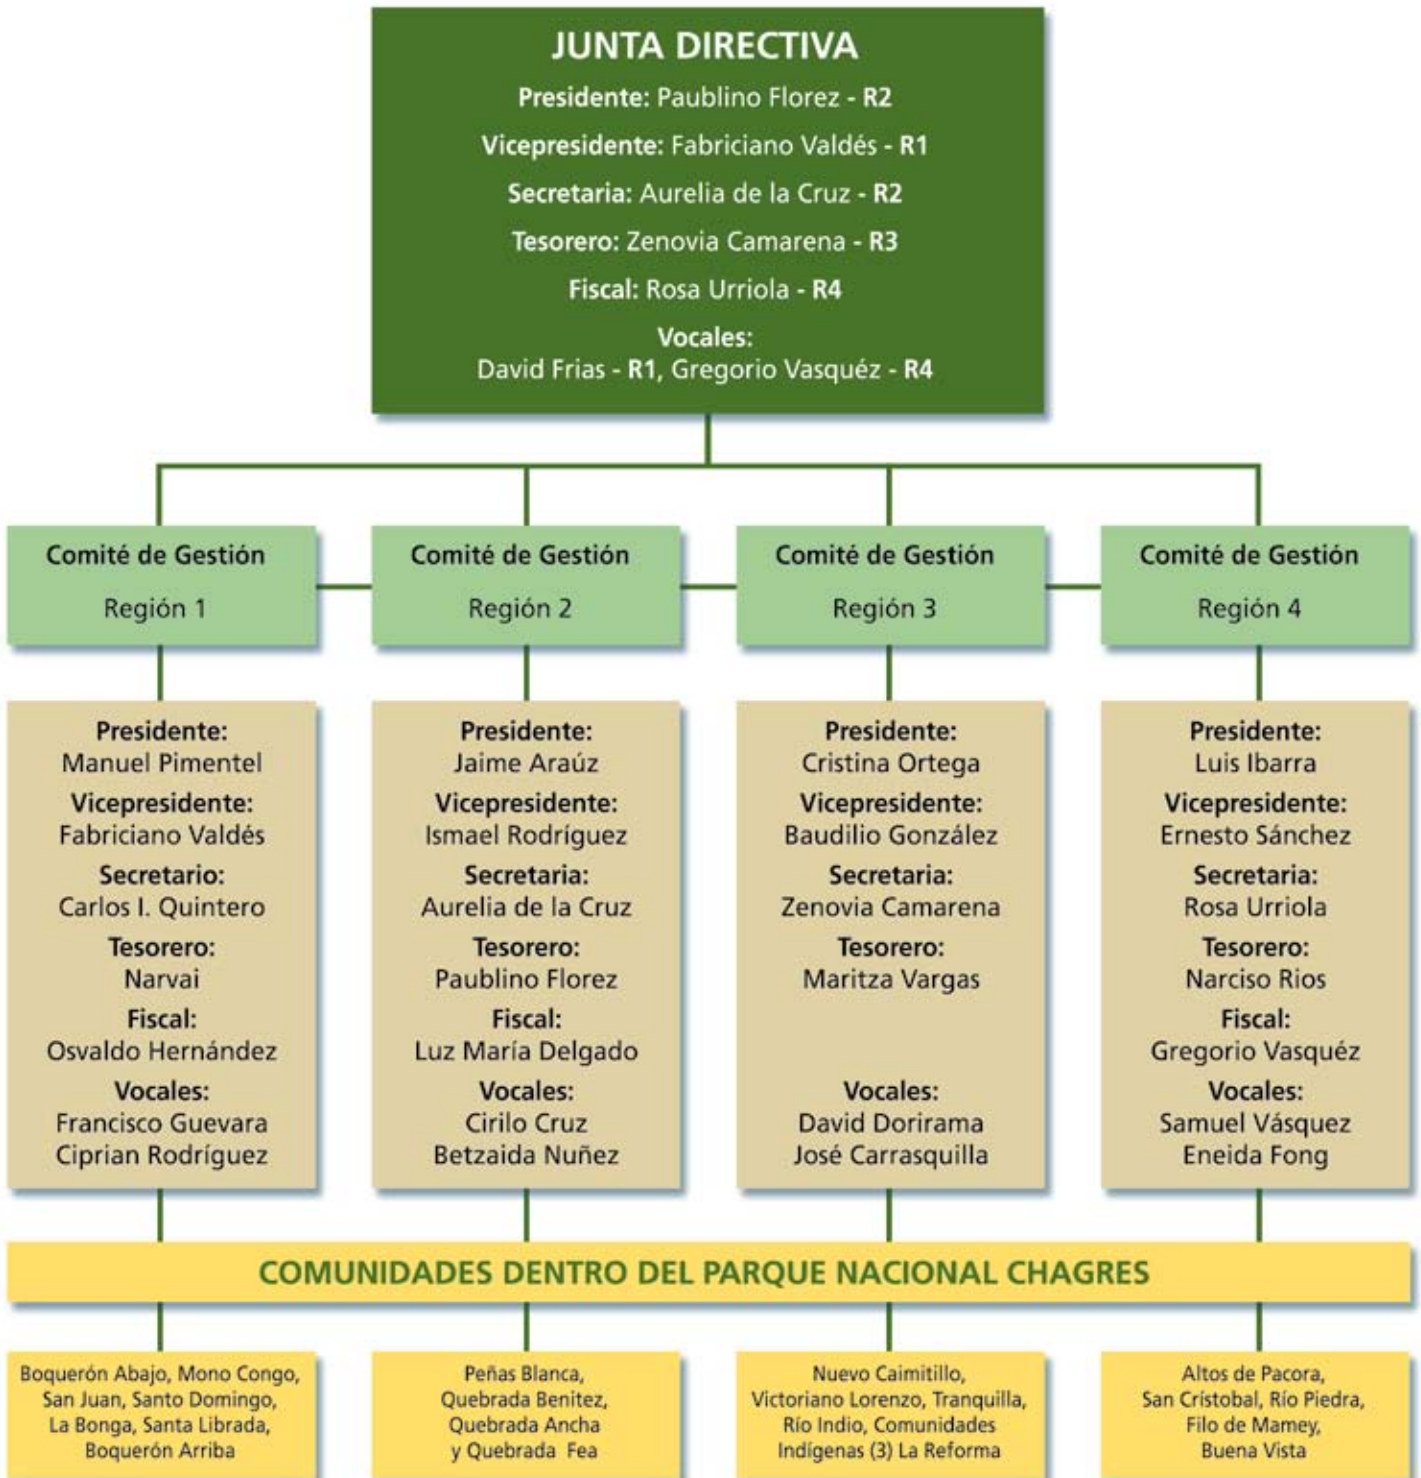 JUNTA DIRECTIVA
Presidente: Paublino Florez - R2
Vicepresidente: Fabriciano Valdés - R1
Secretaria: Aurelia de la Cruz - R2
Tesorero: Zenovia Camarena - R3
Fiscal: Rosa Urriola - R4
Vocales:
David Frias - R1, Gregorio Vasquéz - R4
Comité de Gestión
Región 1
Comité de Gestión
Región 2
Comité de Gestión
Región 3
Comité de Gestión
Región 4
Presidente:
Manuel Pimentel
Vicepresidente:
Fabriciano Valdés
Secretario:
Carlos I. Quintero
Tesorero:
Narvai
Fiscal:
Osvaldo Hernández
Vocales:
Francisco Guevara
Ciprian Rodríguez
Presidente:
Jaime Araúz
Vicepresidente:
Ismael Rodríguez
Secretaria:
Aurelia de la Cruz
Tesorero:
Paublino Florez
Fiscal:
Luz María Delgado
Vocales:
Cirilo Cruz
Betzaida Nuñez
Presidente:
Cristina Ortega
Vicepresidente:
Baudilio González
Secretaria:
Zenovia Camarena
Tesorero:
Maritza Vargas
Vocales:
David Dorirama
José Carrasquilla
Presidente:
Luis Ibarra
Vicepresidente:
Ernesto Sánchez
Secretaria:
Rosa Urriola
Tesorero:
Narciso Rios
Fiscal:
Gregorio Vasquéz
Vocales:
Samuel Vásquez
Eneida Fong
COMUNIDADES DENTRO DEL PARQUE NACIONAL CHAGRES
Boquerón Abajo, Mono Congo,
San Juan, Santo Domingo,
La Bonga, Santa Librada,
Boquerón Arriba
Peñas Blanca,
Quebrada Benitez,
Quebrada Ancha
y Quebrada Fea
Nuevo Caimitillo,
Victoriano Lorenzo, Tranquilla,
Río Indio, Comunidades
Indígenas (3) La Reforma
Altos de Pacora,
San Crístobal, Río Piedra,
Filo de Mamey,
Buena Vista